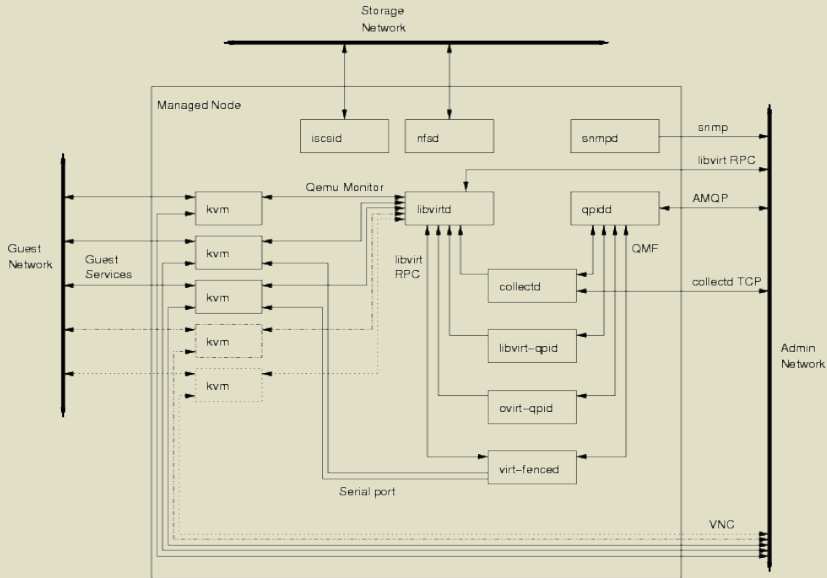 Storage
Network
Managed Node
iscsid
nfsd
snmpd
snmp
libvirt RPC
Qemu Monitor
kvm
libvirtd
qpidd
AMQP
Guest
Network
Guest
Services
kvm
libvirt
RPC
QMF
kvm
collectd
collectd TCP
kvm
libvirt-qpid
Admin
Network
kvm
ovirt-qpid
virt-fenced
Serial port
VNC